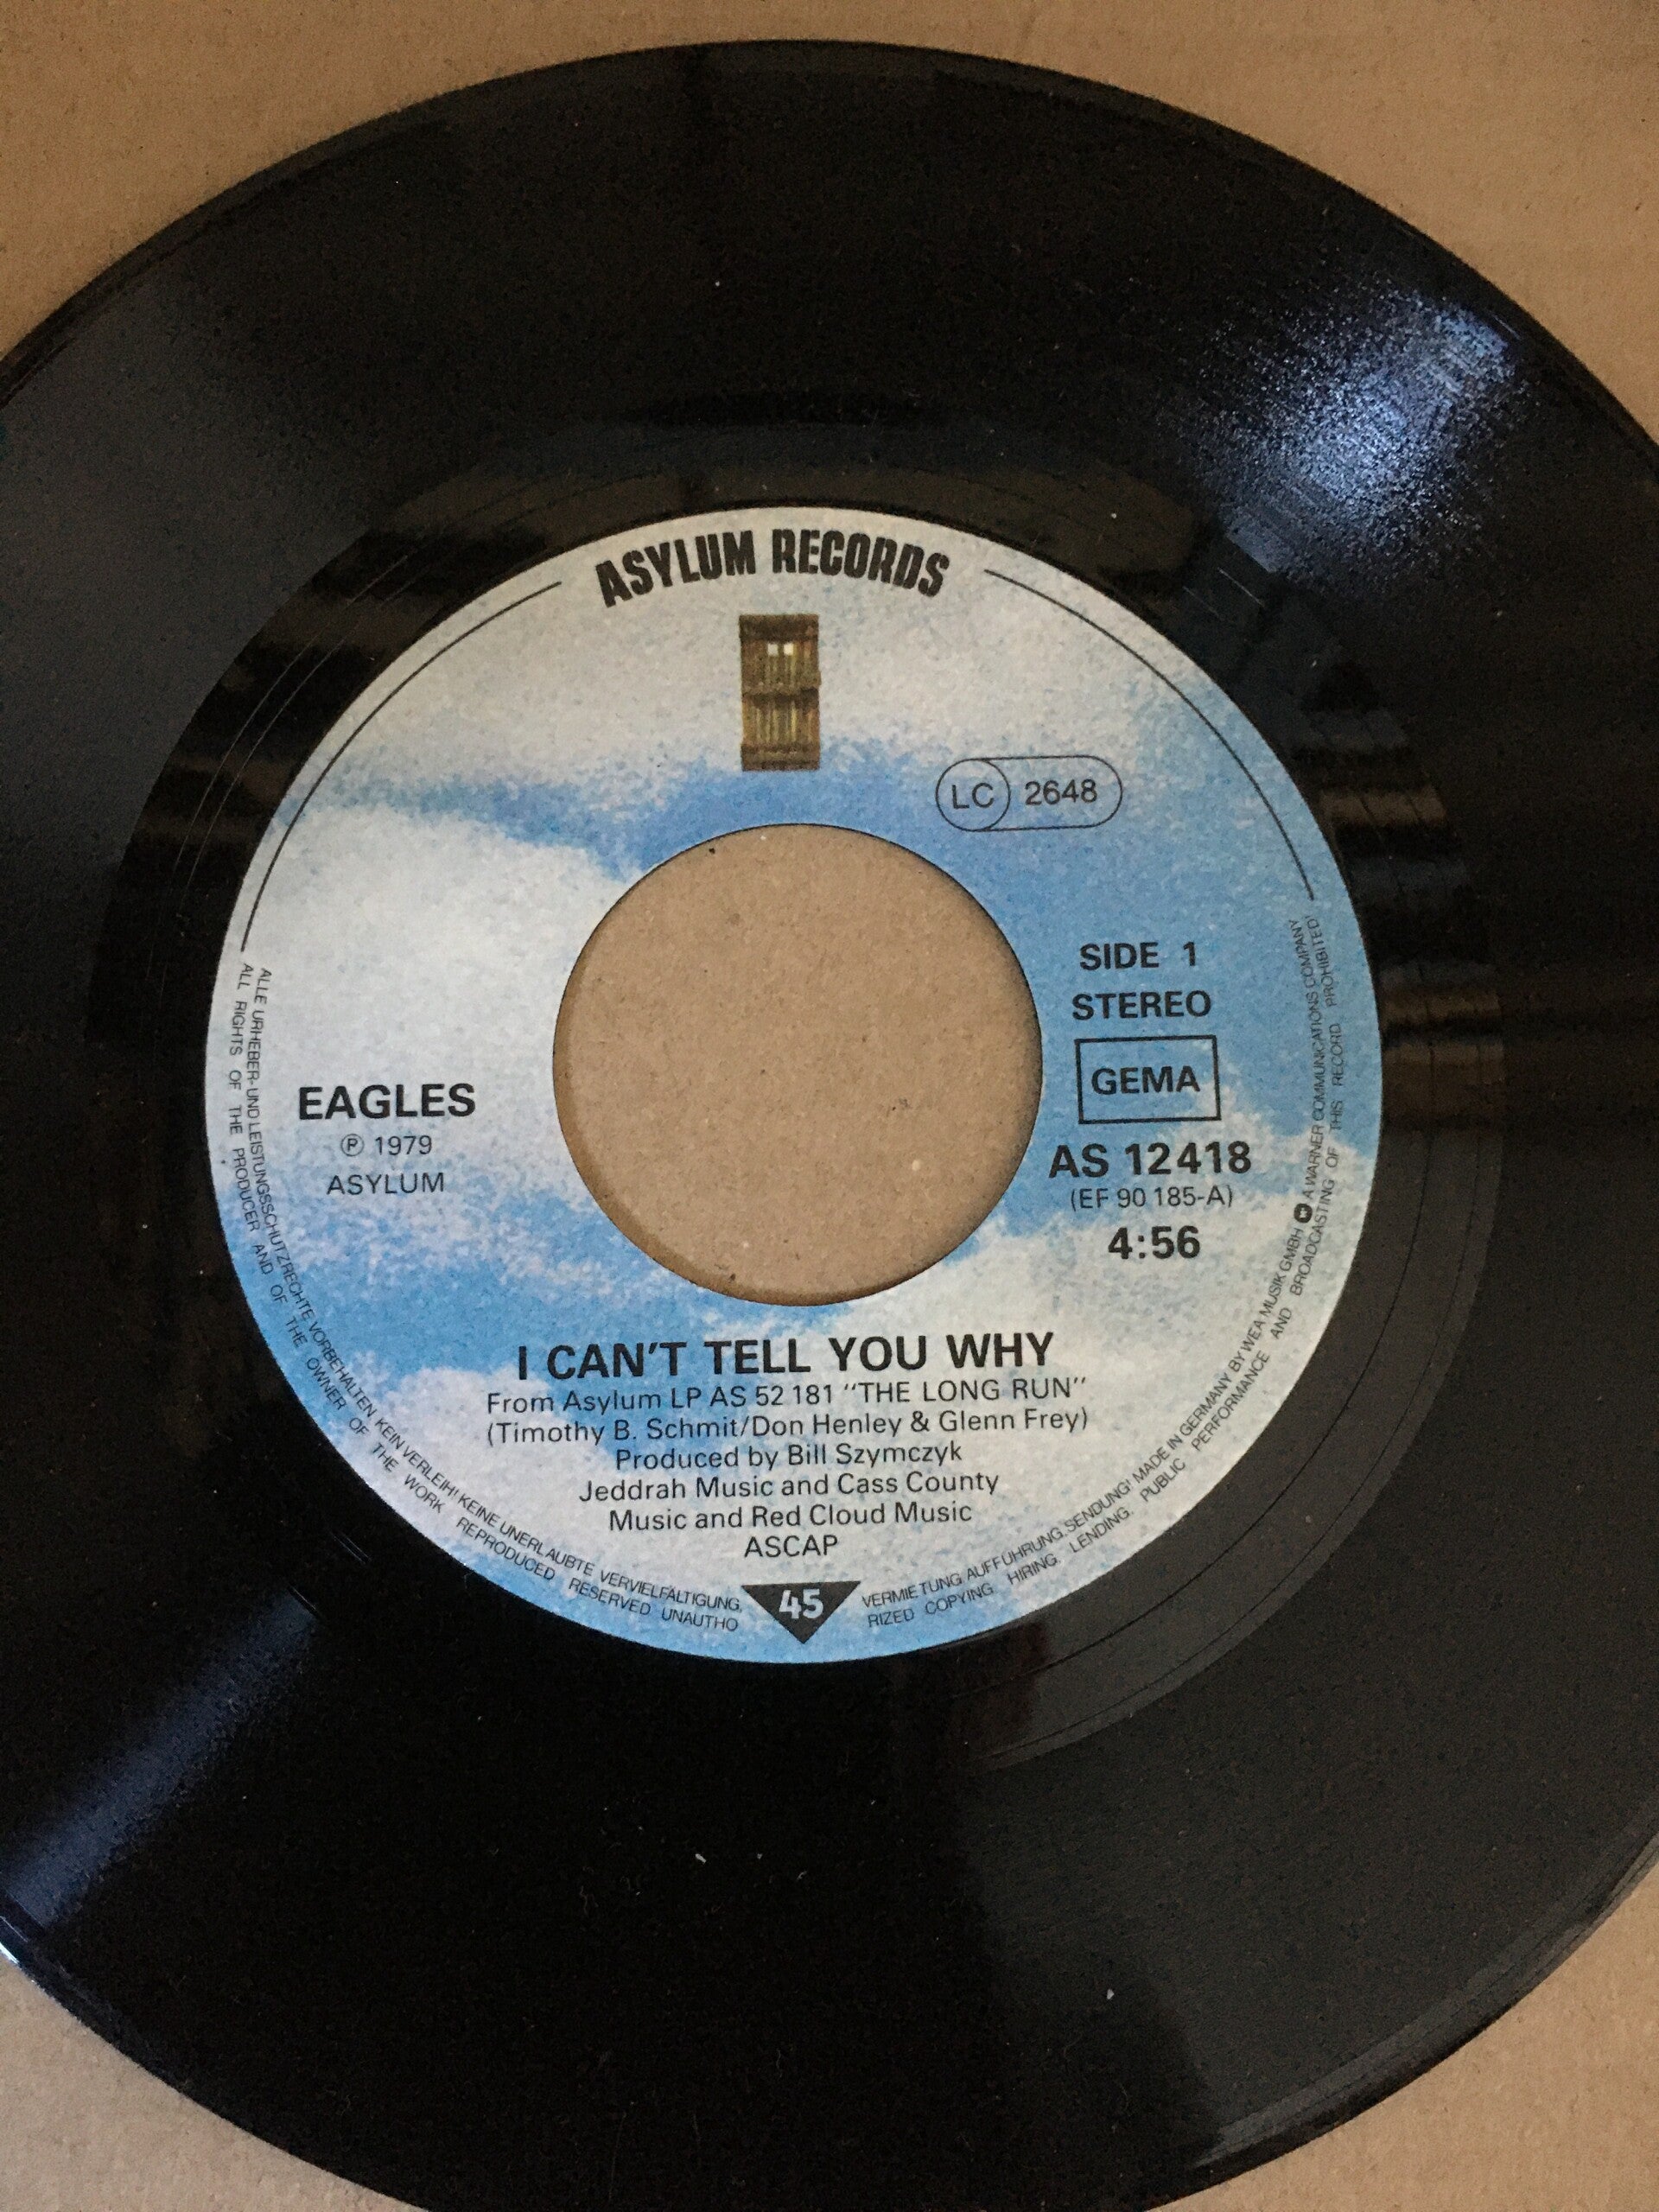 ASYLUM RECORDS
LC 2648
SIDE 1
STEREO
GEMA
AS 12418
(EF 90 185-A)
4:56
EAGLES
℗ 1979
ASYLUM
I CAN'T TELL YOU WHY
From Asylum LP AS 52 181 "THE LONG RUN"
(Timothy B. Schmit/Don Henley & Glenn Frey)
Produced by Bill Szymczyk
Jeddrah Music and Cass County
Music and Red Cloud Music
ASCAP
45
ALLE URHEBER- UND LEISTUNGSSCHUTZRECHTE VORBEHALTEN KEIN VERLEIH! KEINE UNERLAUBTE VERVIELFÄLTIGUNG, VERMIETUNG, AUFFÜHRUNG, SENDUNG! MADE IN GERMANY BY WEA MUSIK GMBH A WARNER COMMUNICATIONS COMPANY
ALL RIGHTS OF THE PRODUCER AND OF THE OWNER OF THE WORK REPRODUCED RESERVED UNAUTHORIZED COPYING HIRING, LENDING, PUBLIC PERFORMANCE AND BROADCASTING OF THIS RECORD PROHIBITED!